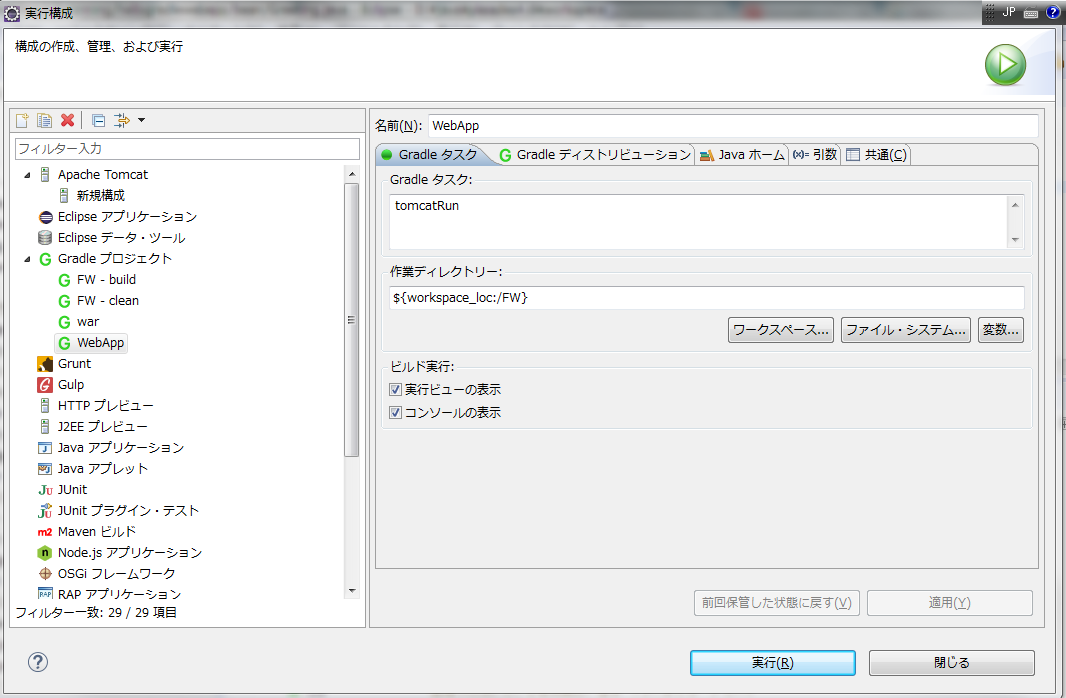 実行構成
JP
構成の作成、管理、および実行
フィルター入力
Apache Tomcat
新規構成
Eclipse アプリケーション
Eclipse データ・ツール
Gradle プロジェクト
FW - build
FW - clean
war
WebApp
Grunt
Gulp
HTTP プレビュー
J2EE プレビュー
Java アプリケーション
Java アプレット
JUnit
JUnit プラグイン・テスト
Maven ビルド
Node.js アプリケーション
OSGi フレームワーク
RAP アプリケーション
フィルター一致: 29 / 29 項目
名前(N): WebApp
Gradle タスク Gradle ディストリビューション Java ホーム (x)= 引数 共通(C)
Gradle タスク:
tomcatRun
作業ディレクトリー:
${workspace_loc:/FW}
ワークスペース... ファイル・システム... 変数...
ビルド実行:
実行ビューの表示
コンソールの表示
前回保管した状態に戻す(V) 適用(Y)
実行(R) 閉じる